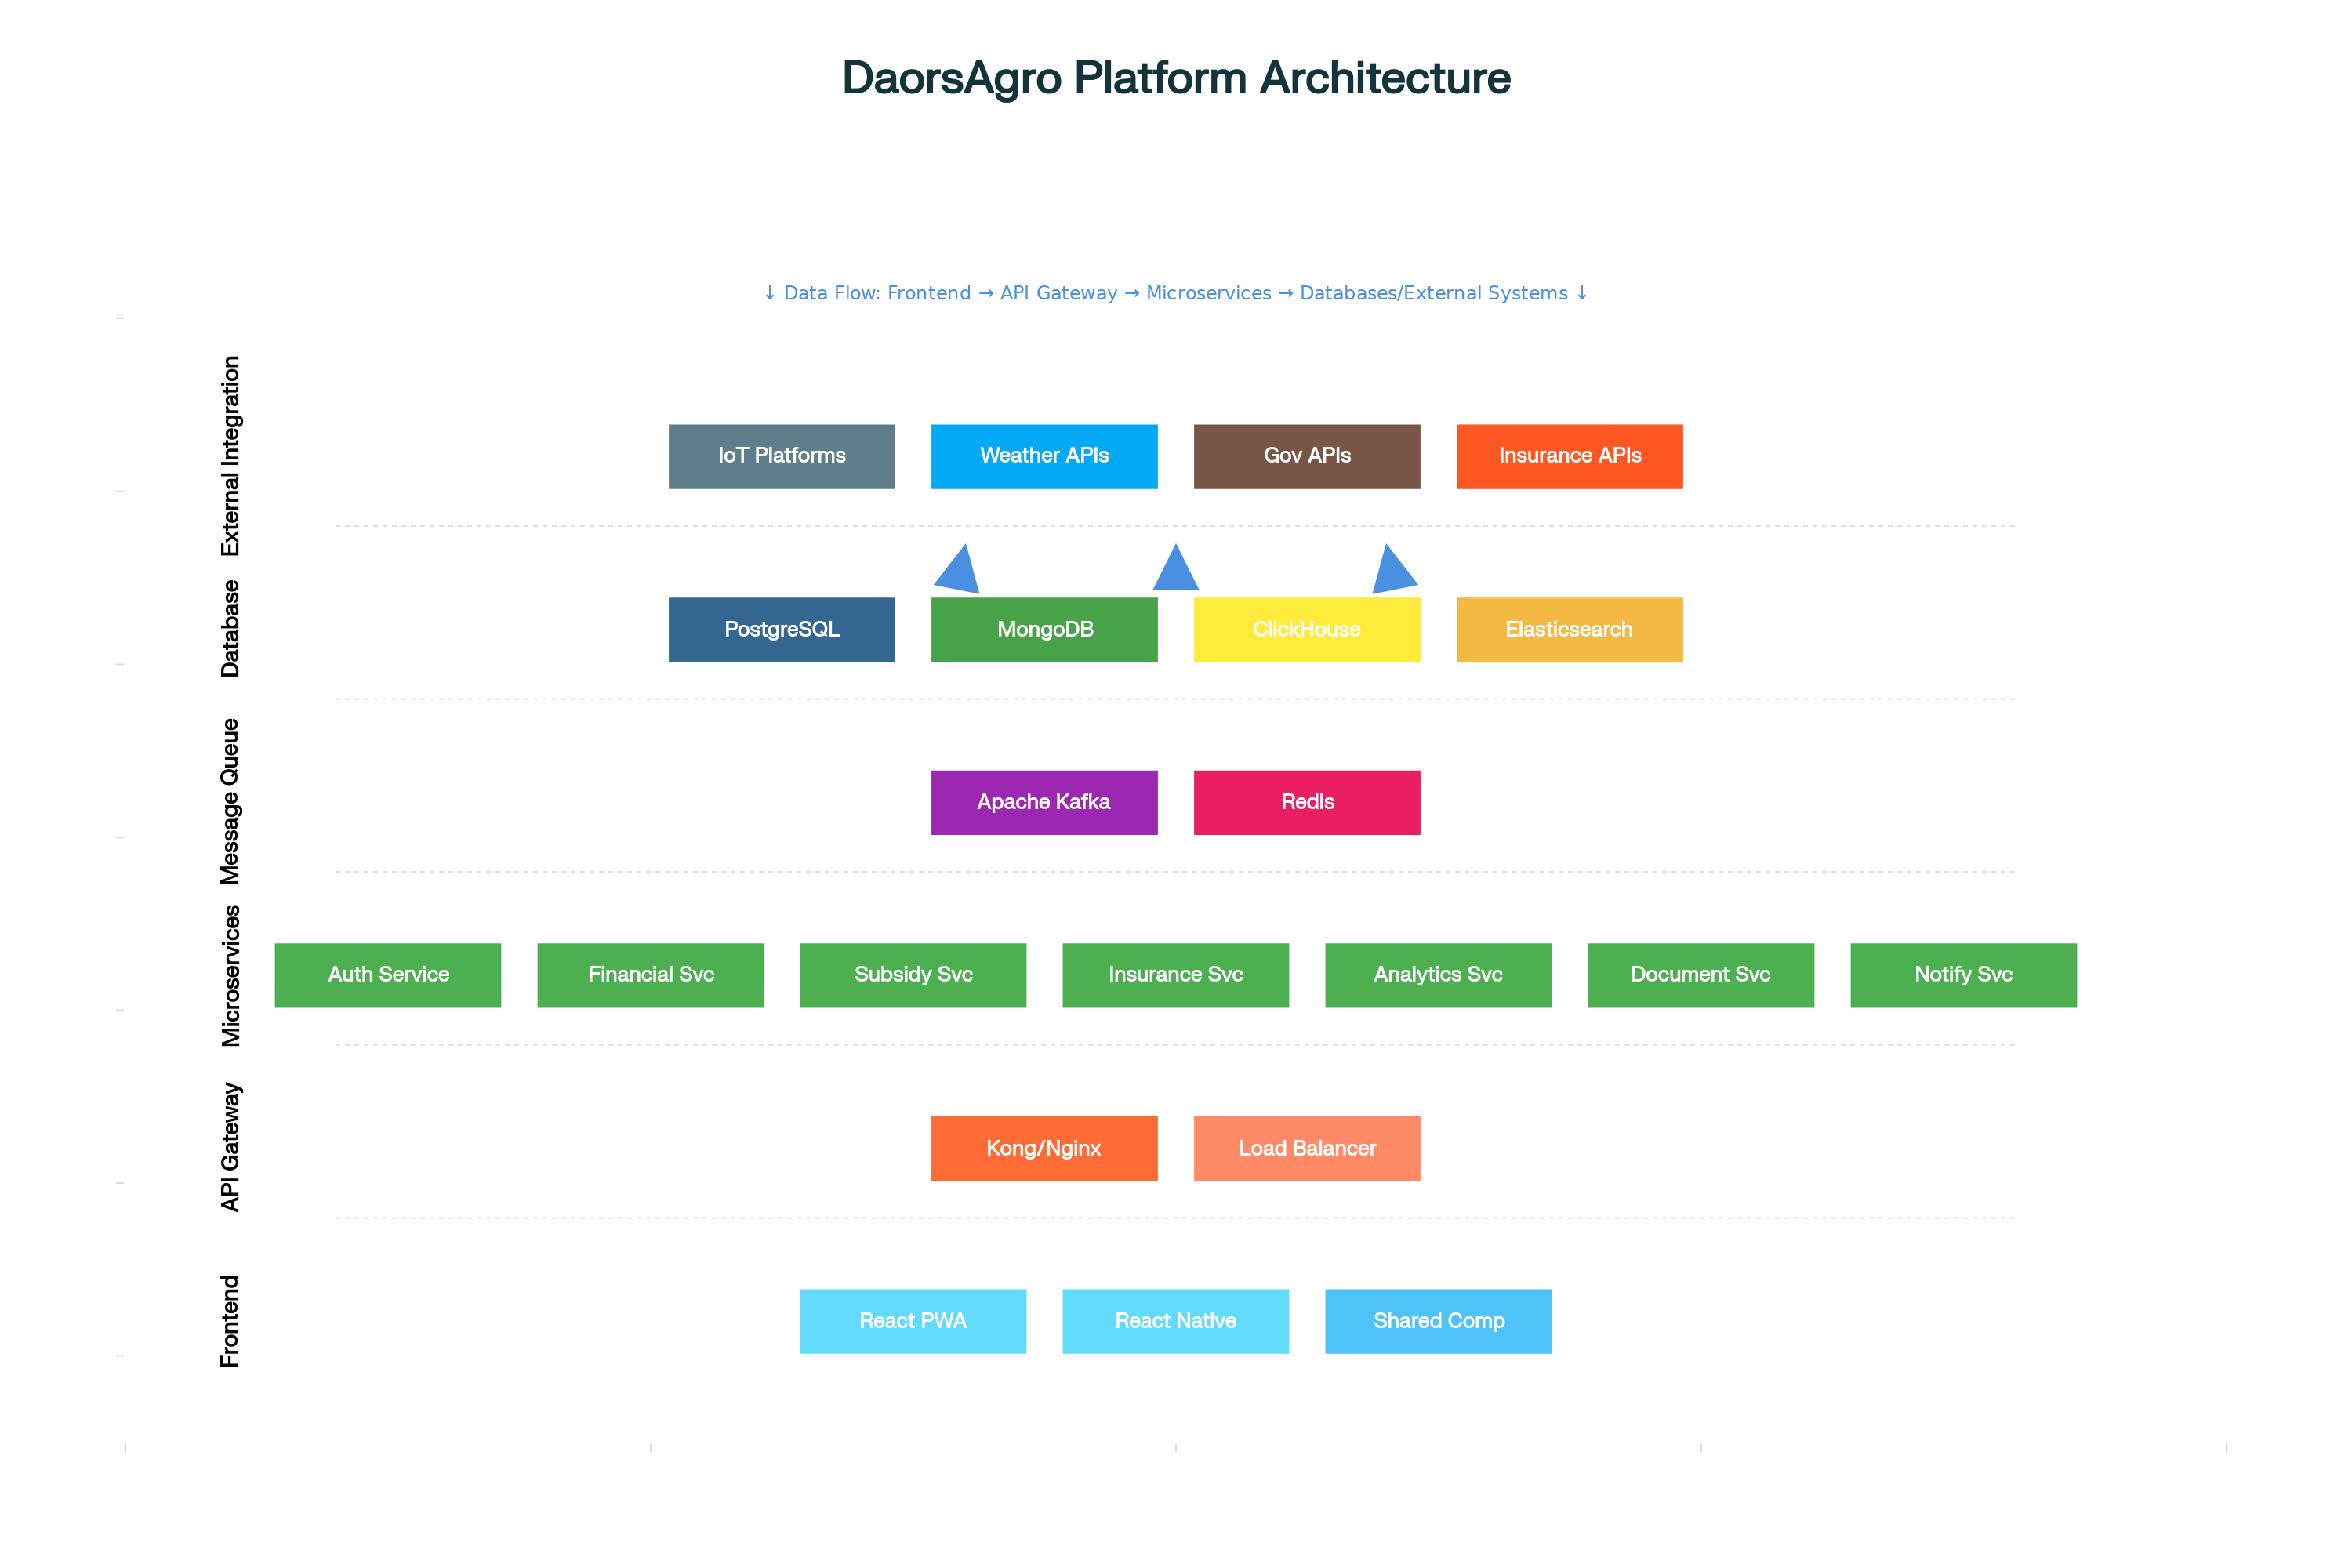 DaorsAgro Platform Architecture
↓ Data Flow: Frontend → API Gateway → Microservices → Databases/External Systems ↓
External Integration
IoT Platforms
Weather APIs
Gov APIs
Insurance APIs
Database
PostgreSQL
MongoDB
ClickHouse
Elasticsearch
Message Queue
Apache Kafka
Redis
Microservices
Auth Service
Financial Svc
Subsidy Svc
Insurance Svc
Analytics Svc
Document Svc
Notify Svc
API Gateway
Kong/Nginx
Load Balancer
Frontend
React PWA
React Native
Shared Comp